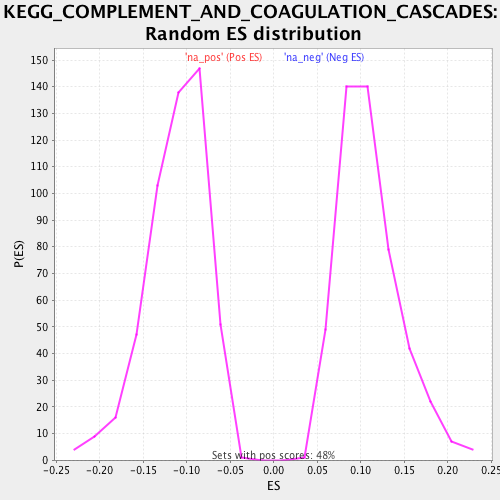 KEGG_COMPLEMENT_AND_COAGULATION_CASCADES:
Random ES distribution
'na_pos' (Pos ES) 'na_neg' (Neg ES)
150
140
130
120
110
100
90
80
70
60
50
40
30
20
10
0
P(ES)
Sets with pos scores: 48%
-0.25 -0.20 -0.15 -0.10 -0.05 0.00 0.05 0.10 0.15 0.20 0.25
ES